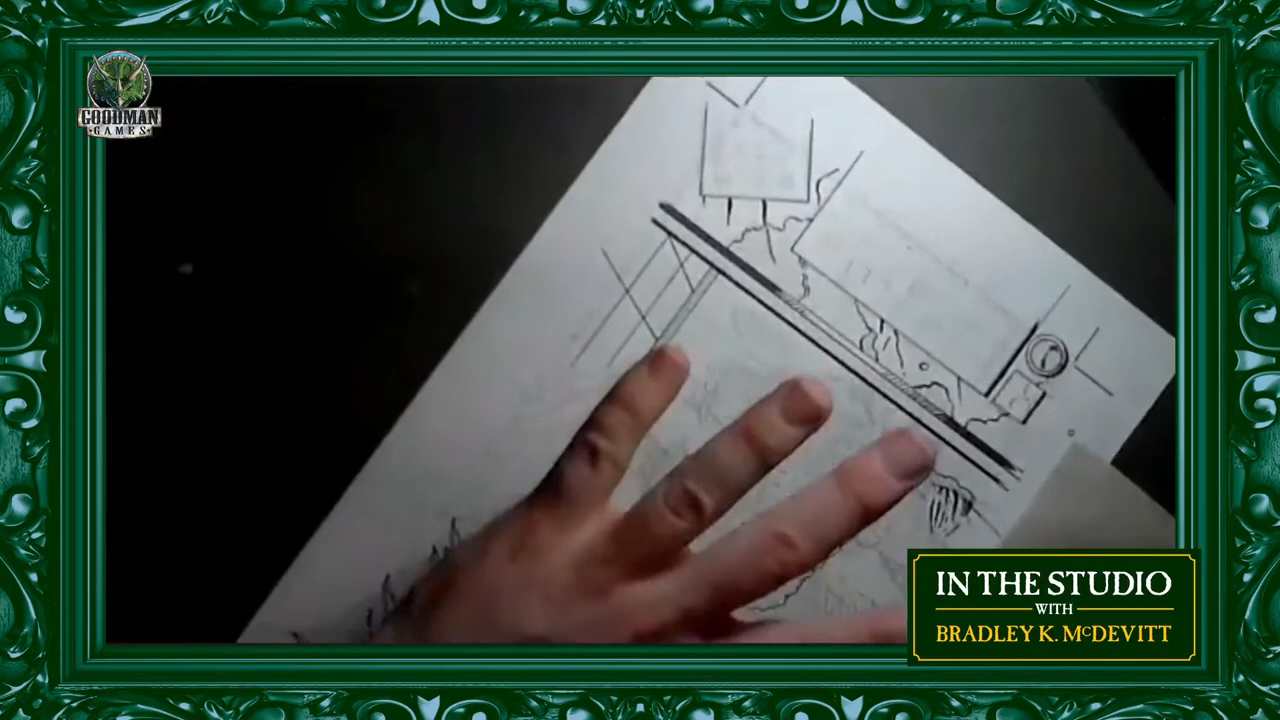 GOODMAN
GAMES
IN THE STUDIO
WITH
BRADLEY K. McDEVITT